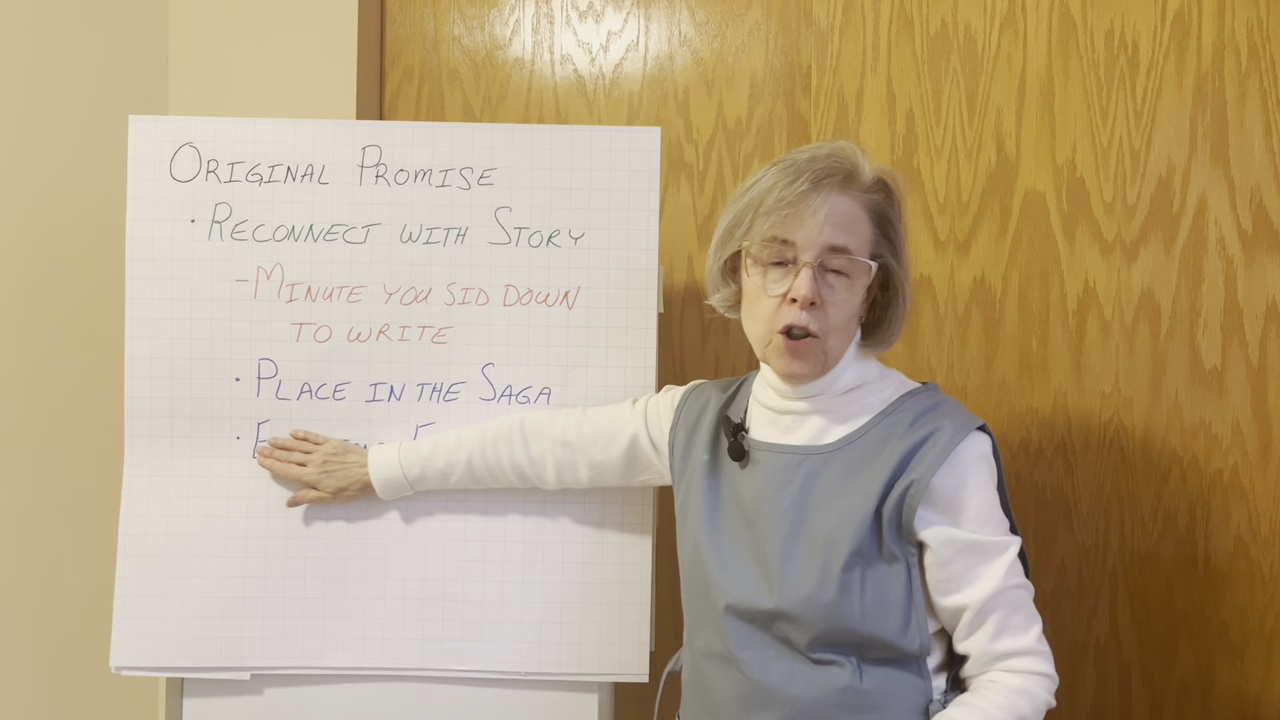 ORIGINAL PROMISE
· RECONNECT WITH STORY
- MINUTE YOU SID DOWN
TO WRITE
· PLACE IN THE SAGA
·